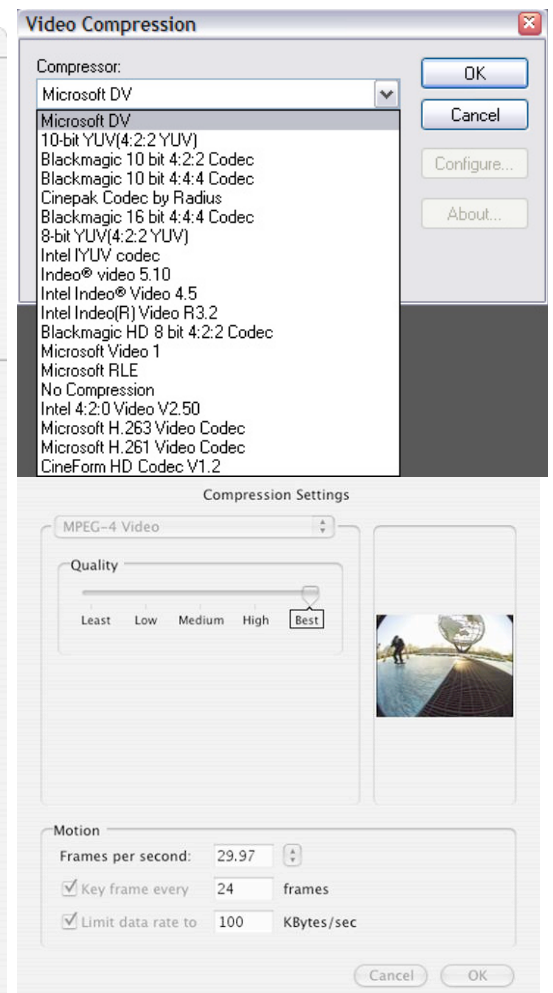 Video Compression
Compressor:
Microsoft DV
OK
Cancel
Configure...
About...
Microsoft DV
10-bit YUV(4:2:2 YUV)
Blackmagic 10 bit 4:2:2 Codec
Blackmagic 10 bit 4:4:4 Codec
Cinepak Codec by Radius
Blackmagic 16 bit 4:4:4 Codec
8-bit YUV(4:2:2 YUV)
Intel IYUV codec
Indeo® video 5.10
Intel Indeo® Video 4.5
Intel Indeo(R) Video R3.2
Blackmagic HD 8 bit 4:2:2 Codec
Microsoft Video 1
Microsoft RLE
No Compression
Intel 4:2:0 Video V2.50
Microsoft H.263 Video Codec
Microsoft H.261 Video Codec
CineForm HD Codec V1.2
Compression Settings
MPEG-4 Video
Quality
Least Low Medium High Best
Motion
Frames per second: 29.97
Key frame every 24 frames
Limit data rate to 100 KBytes/sec
Cancel OK